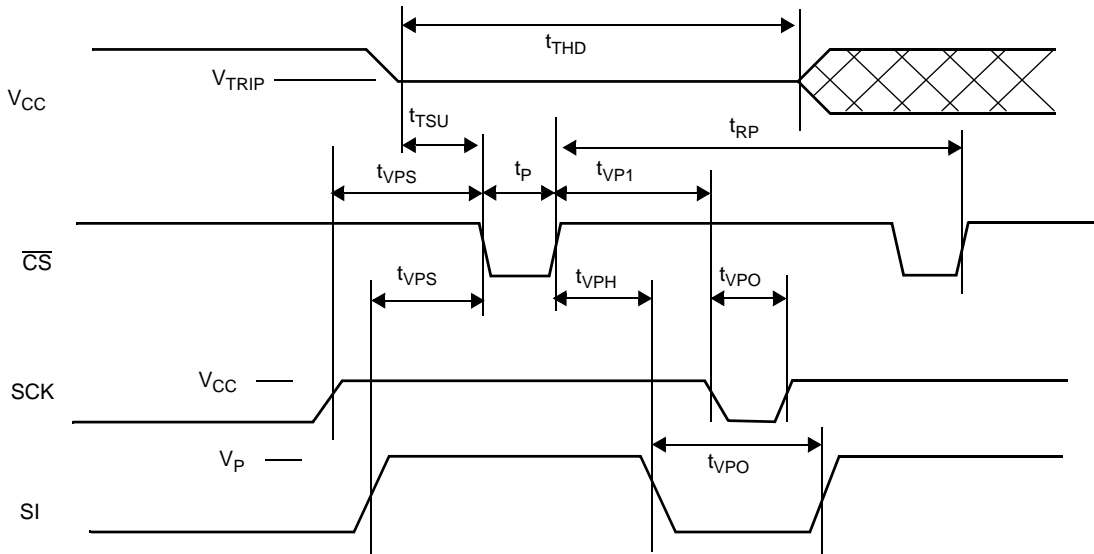 tTHD
VTRIP
VCC
tTSU
tRP
tVPS
tP
tVP1
CS
tVPS
tVPH
tVPO
VCC
SCK
VP
tVPO
SI